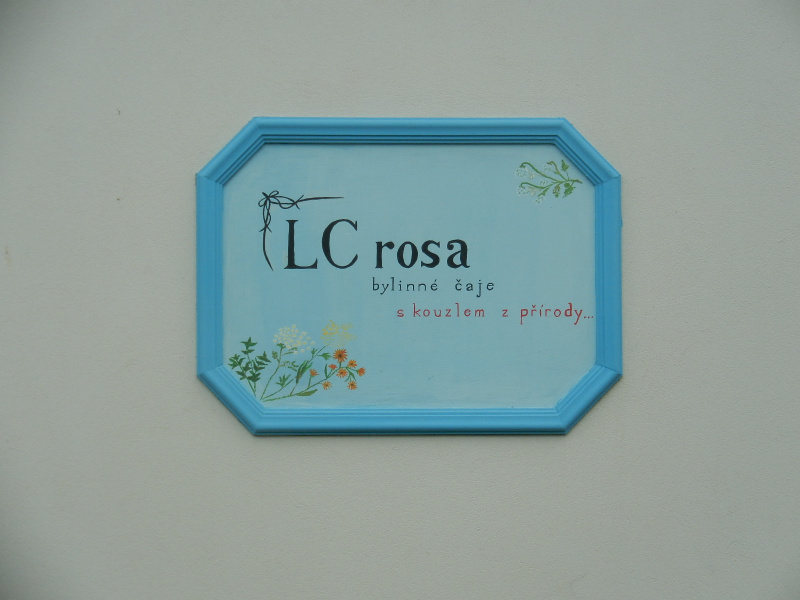 LC rosa
bylinné čaje
s kouzlem z přírody...